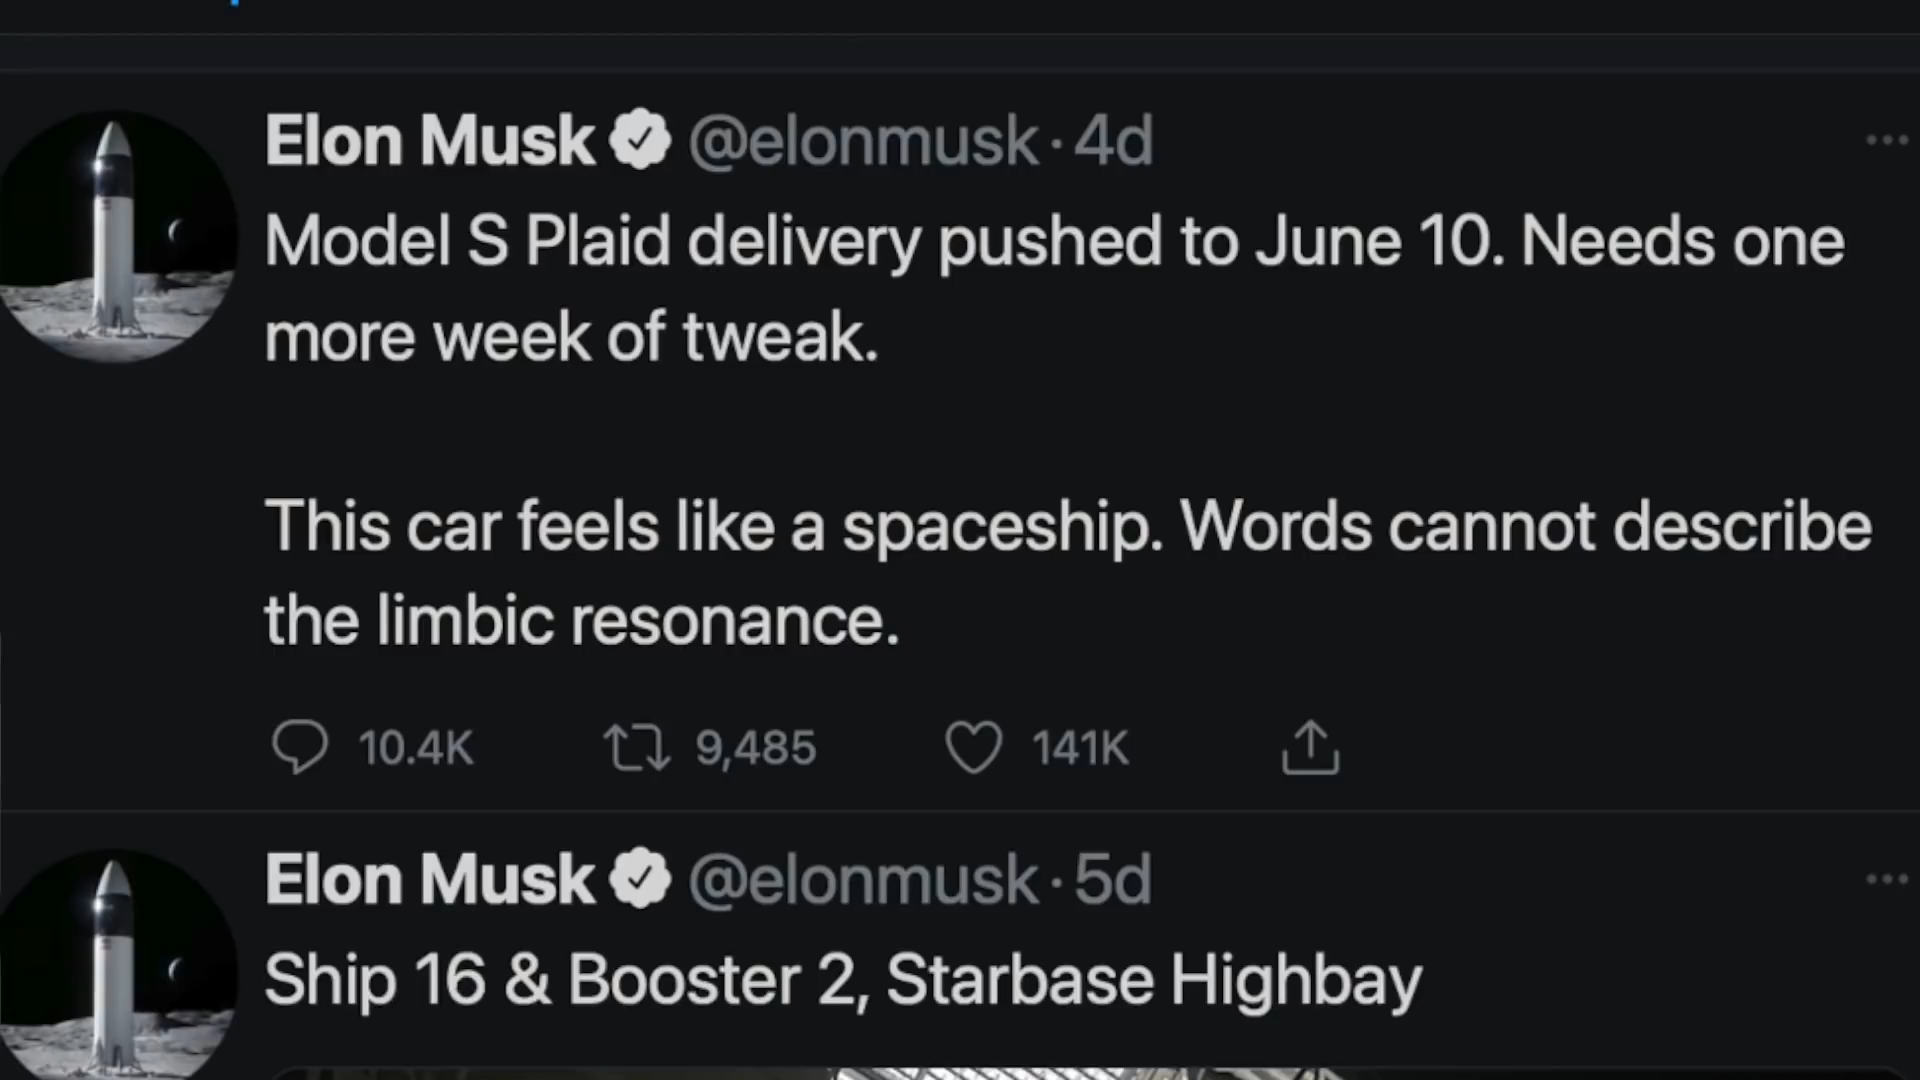 Elon Musk @elonmusk · 4d
Model S Plaid delivery pushed to June 10. Needs one
more week of tweak.
This car feels like a spaceship. Words cannot describe
the limbic resonance.
10.4K 9,485 141K
Elon Musk @elonmusk · 5d
Ship 16 & Booster 2, Starbase Highbay